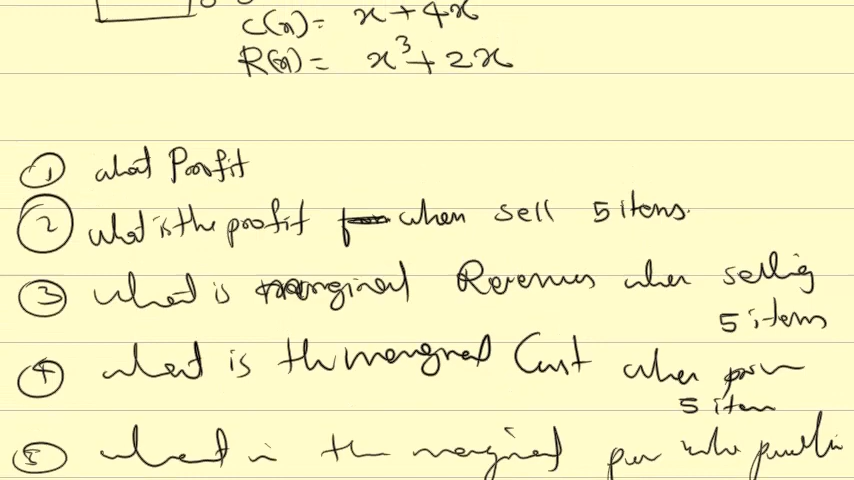 C(x) = x + 4x
R(x) = x³ + 2x
① what Profit
② what is the profit when sell 5 items.
③ what is marginal Revenues when selling
5 items
④ what is the marginal Cost when
5 item
⑤ what is the marginal